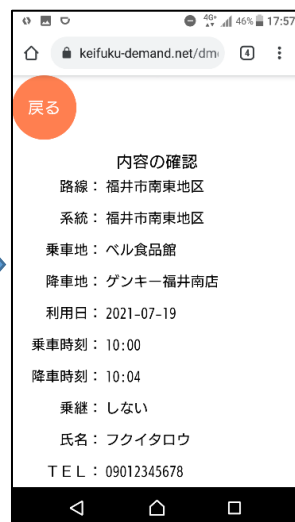 4G+ 46% 17:57
keifuku-demand.net/dm 4
戻る
内容の確認
路線： 福井市南東地区
系統： 福井市南東地区
乗車地： ベル食品館
降車地： ゲンキー福井南店
利用日： 2021-07-19
乗車時刻： 10:00
降車時刻： 10:04
乗継： しない
氏名： フクイタロウ
ＴＥＬ： 09012345678